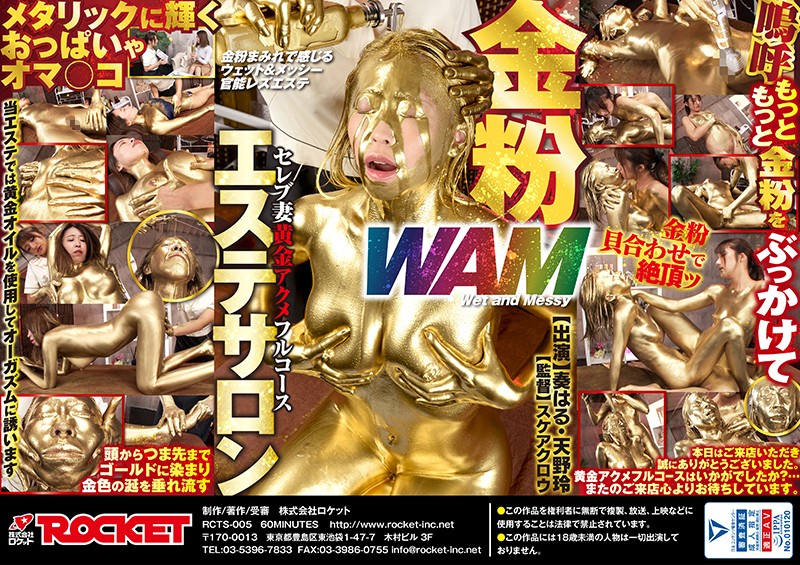 メタリックに輝く
おっぱいや
オマ〇コ
当エステでは黄金オイルを使用してオーガズムに誘います
頭からつま先まで
ゴールドに染まり
金色の涎を垂れ流す
金粉まみれで感じる
ウェット&メッシー
官能レズエステ
金粉
WAM
Wet and Messy
エステサロン
セレブ妻黄金アクメフルコース
【出演】奏はる・天野玲
【監督】スケアクロウ
嗚呼もっと
もっと金粉を
ぶっかけて
金粉
貝合わせで
絶頂ッ
本日はご来店いただき
誠にありがとうございました。
黄金アクメフルコースはいかがでしたか?…
またのご来店心よりお待ちしています。
株式会社
ロケット
ROCKET
制作/著作/受審 株式会社ロケット
RCTS-005 60MINUTES http://www.rocket-inc.net
〒170-0013 東京都豊島区東池袋1-47-7 木村ビル 3F
TEL:03-5396-7833 FAX:03-3986-0755 info@rocket-inc.net
●この作品を権利者に無断で複製、放送、上映などに
使用することは法律で禁止されています。
●この作品には18歳未満の人物は一切出演して
おりません。
審査済証
成人指定
適正AV
IPPA
No.010120